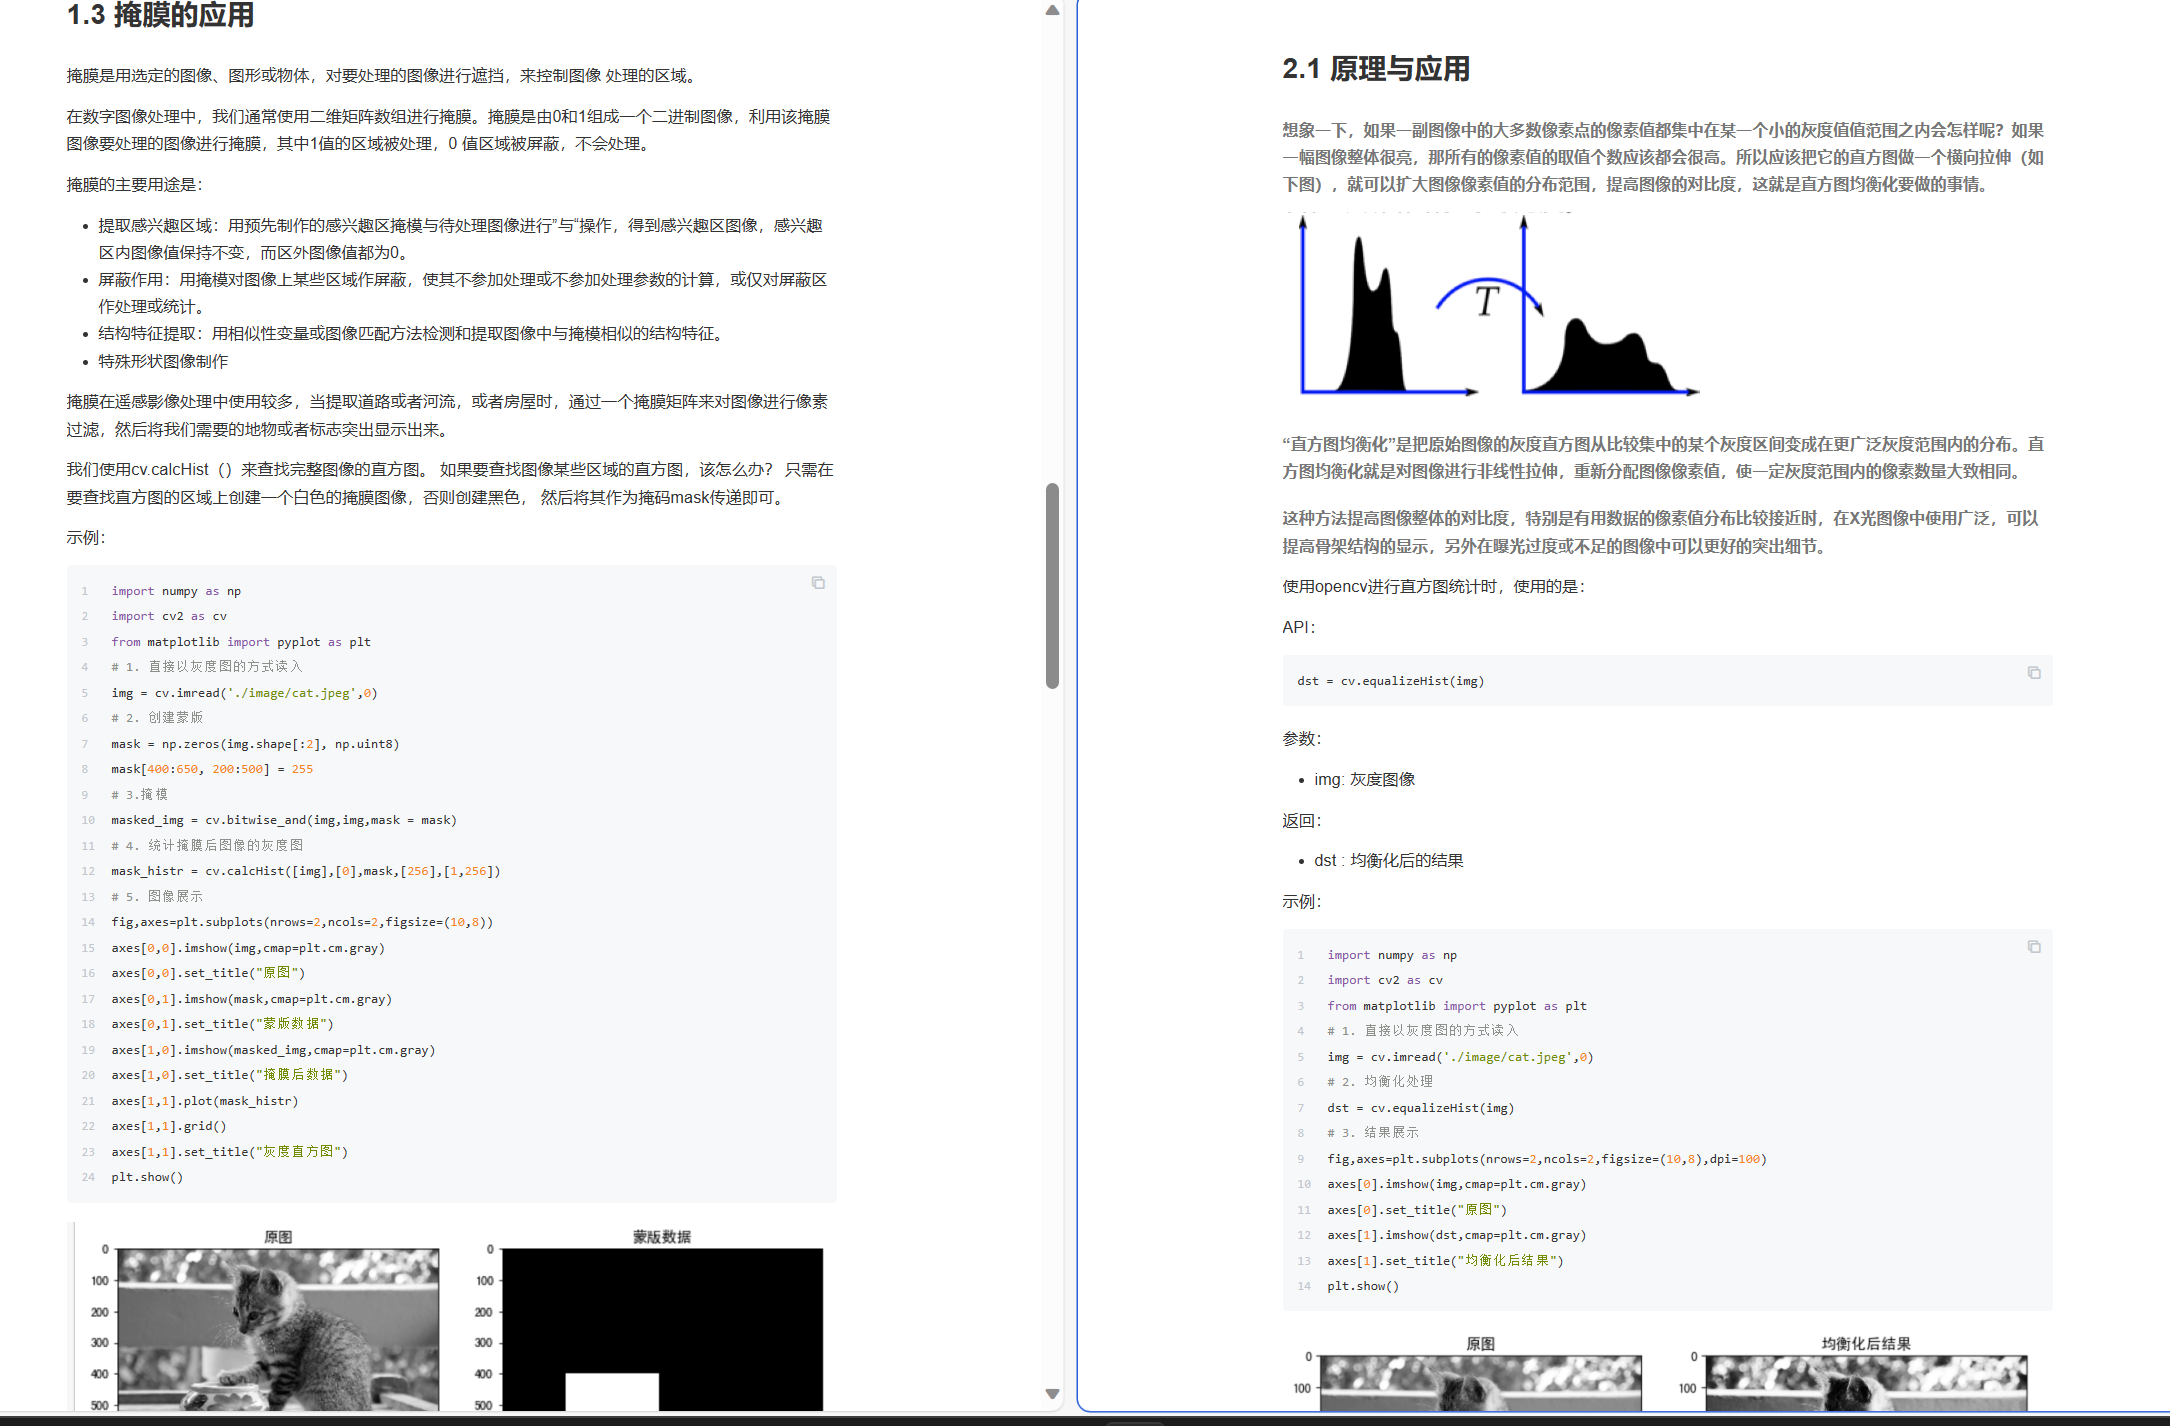 1.3 掩膜的应用
掩膜是用选定的图像、图形或物体，对要处理的图像进行遮挡，来控制图像 处理的区域。
在数字图像处理中，我们通常使用二维矩阵数组进行掩膜。掩膜是由0和1组成一个二进制图像，利用该掩膜
图像要处理的图像进行掩膜，其中1值的区域被处理，0 值区域被屏蔽，不会处理。
掩膜的主要用途是：
• 提取感兴趣区域：用预先制作的感兴趣区掩模与待处理图像进行”与“操作，得到感兴趣区图像，感兴趣
区内图像值保持不变，而区外图像值都为0。
• 屏蔽作用：用掩模对图像上某些区域作屏蔽，使其不参加处理或不参加处理参数的计算，或仅对屏蔽区
作处理或统计。
• 结构特征提取：用相似性变量或图像匹配方法检测和提取图像中与掩模相似的结构特征。
• 特殊形状图像制作
掩膜在遥感影像处理中使用较多，当提取道路或者河流，或者房屋时，通过一个掩膜矩阵来对图像进行像素
过滤，然后将我们需要的地物或者标志突出显示出来。
我们使用cv.calcHist（）来查找完整图像的直方图。 如果要查找图像某些区域的直方图，该怎么办？ 只需在
要查找直方图的区域上创建一个白色的掩膜图像，否则创建黑色， 然后将其作为掩码mask传递即可。
示例：
1 import numpy as np
2 import cv2 as cv
3 from matplotlib import pyplot as plt
4 # 1. 直接以灰度图的方式读入
5 img = cv.imread('./image/cat.jpeg',0)
6 # 2. 创建蒙版
7 mask = np.zeros(img.shape[:2], np.uint8)
8 mask[400:650, 200:500] = 255
9 # 3.掩模
10 masked_img = cv.bitwise_and(img,img,mask = mask)
11 # 4. 统计掩膜后图像的灰度图
12 mask_histr = cv.calcHist([img],[0],mask,[256],[1,256])
13 # 5. 图像展示
14 fig,axes=plt.subplots(nrows=2,ncols=2,figsize=(10,8))
15 axes[0,0].imshow(img,cmap=plt.cm.gray)
16 axes[0,0].set_title("原图")
17 axes[0,1].imshow(mask,cmap=plt.cm.gray)
18 axes[0,1].set_title("蒙版数据")
19 axes[1,0].imshow(masked_img,cmap=plt.cm.gray)
20 axes[1,0].set_title("掩膜后数据")
21 axes[1,1].plot(mask_histr)
22 axes[1,1].grid()
23 axes[1,1].set_title("灰度直方图")
24 plt.show()
原图
0
100
200
300
400
500
蒙版数据
0
100
200
300
400
500
2.1 原理与应用
想象一下，如果一副图像中的大多数像素点的像素值都集中在某一个小的灰度值值范围之内会怎样呢？如果
一幅图像整体很亮，那所有的像素值的取值个数应该都会很高。所以应该把它的直方图做一个横向拉伸（如
下图），就可以扩大图像像素值的分布范围，提高图像的对比度，这就是直方图均衡化要做的事情。
T
“直方图均衡化”是把原始图像的灰度直方图从比较集中的某个灰度区间变成在更广泛灰度范围内的分布。直
方图均衡化就是对图像进行非线性拉伸，重新分配图像像素值，使一定灰度范围内的像素数量大致相同。
这种方法提高图像整体的对比度，特别是有用数据的像素值分布比较接近时，在X光图像中使用广泛，可以
提高骨架结构的显示，另外在曝光过度或不足的图像中可以更好的突出细节。
使用opencv进行直方图统计时，使用的是：
API：
dst = cv.equalizeHist(img)
参数：
• img: 灰度图像
返回：
• dst : 均衡化后的结果
示例：
1 import numpy as np
2 import cv2 as cv
3 from matplotlib import pyplot as plt
4 # 1. 直接以灰度图的方式读入
5 img = cv.imread('./image/cat.jpeg',0)
6 # 2. 均衡化处理
7 dst = cv.equalizeHist(img)
8 # 3. 结果展示
9 fig,axes=plt.subplots(nrows=2,ncols=2,figsize=(10,8),dpi=100)
10 axes[0].imshow(img,cmap=plt.cm.gray)
11 axes[0].set_title("原图")
12 axes[1].imshow(dst,cmap=plt.cm.gray)
13 axes[1].set_title("均衡化后结果")
14 plt.show()
原图
0
100
均衡化后结果
0
100